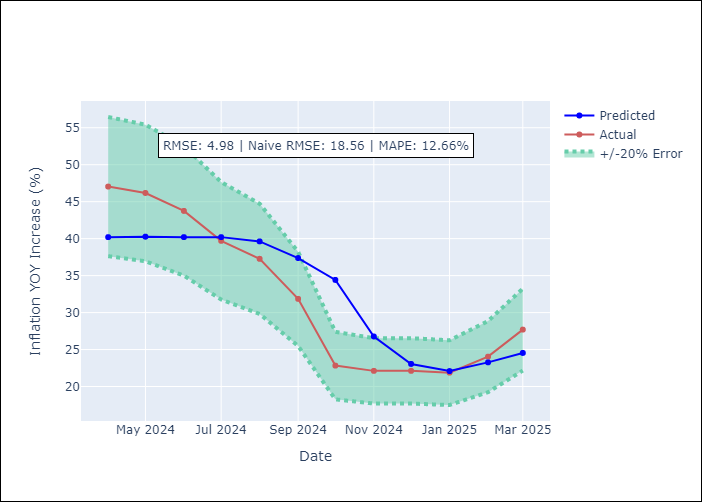 RMSE: 4.98 | Naive RMSE: 18.56 | MAPE: 12.66%
Predicted
Actual
+/-20% Error
Inflation YOY Increase (%)
55
50
45
40
35
30
25
20
May 2024
Jul 2024
Sep 2024
Nov 2024
Jan 2025
Mar 2025
Date